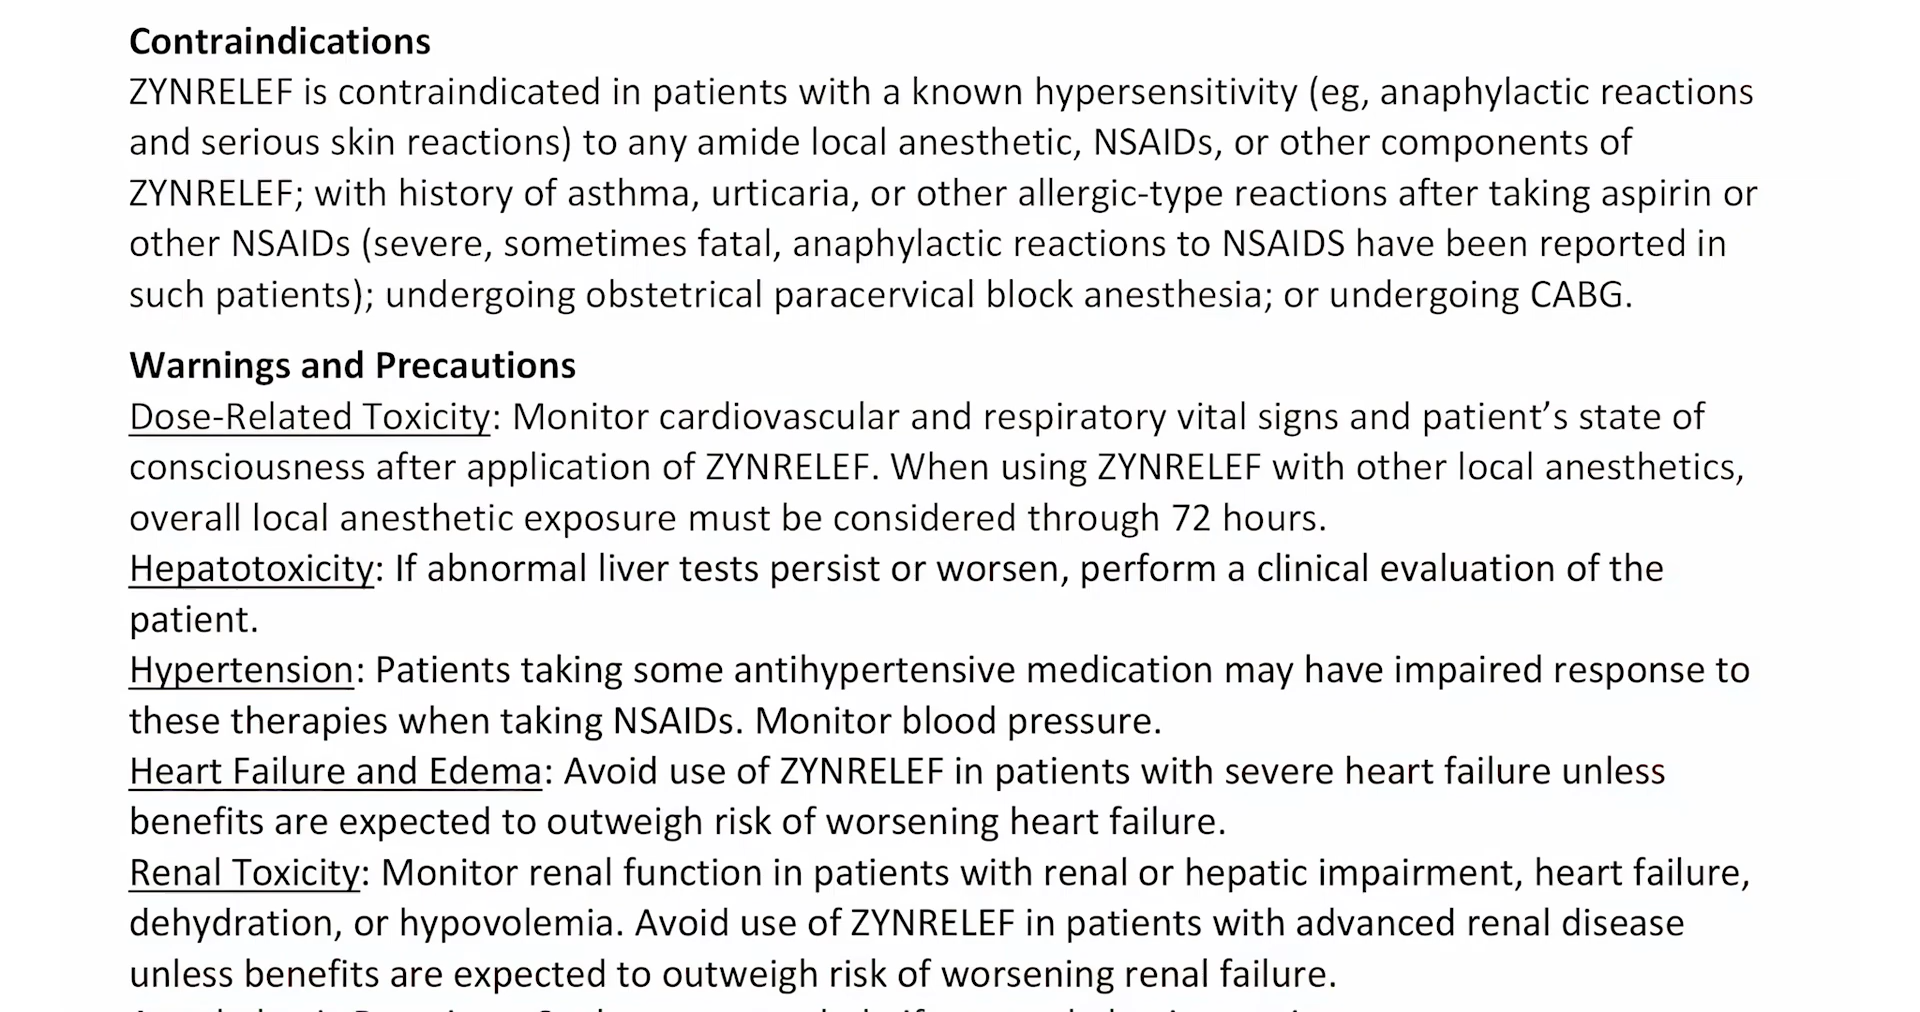 Contraindications
ZYNRELEF is contraindicated in patients with a known hypersensitivity (eg, anaphylactic reactions
and serious skin reactions) to any amide local anesthetic, NSAIDs, or other components of
ZYNRELEF; with history of asthma, urticaria, or other allergic-type reactions after taking aspirin or
other NSAIDs (severe, sometimes fatal, anaphylactic reactions to NSAIDS have been reported in
such patients); undergoing obstetrical paracervical block anesthesia; or undergoing CABG.
Warnings and Precautions
Dose-Related Toxicity: Monitor cardiovascular and respiratory vital signs and patient’s state of
consciousness after application of ZYNRELEF. When using ZYNRELEF with other local anesthetics,
overall local anesthetic exposure must be considered through 72 hours.
Hepatotoxicity: If abnormal liver tests persist or worsen, perform a clinical evaluation of the
patient.
Hypertension: Patients taking some antihypertensive medication may have impaired response to
these therapies when taking NSAIDs. Monitor blood pressure.
Heart Failure and Edema: Avoid use of ZYNRELEF in patients with severe heart failure unless
benefits are expected to outweigh risk of worsening heart failure.
Renal Toxicity: Monitor renal function in patients with renal or hepatic impairment, heart failure,
dehydration, or hypovolemia. Avoid use of ZYNRELEF in patients with advanced renal disease
unless benefits are expected to outweigh risk of worsening renal failure.